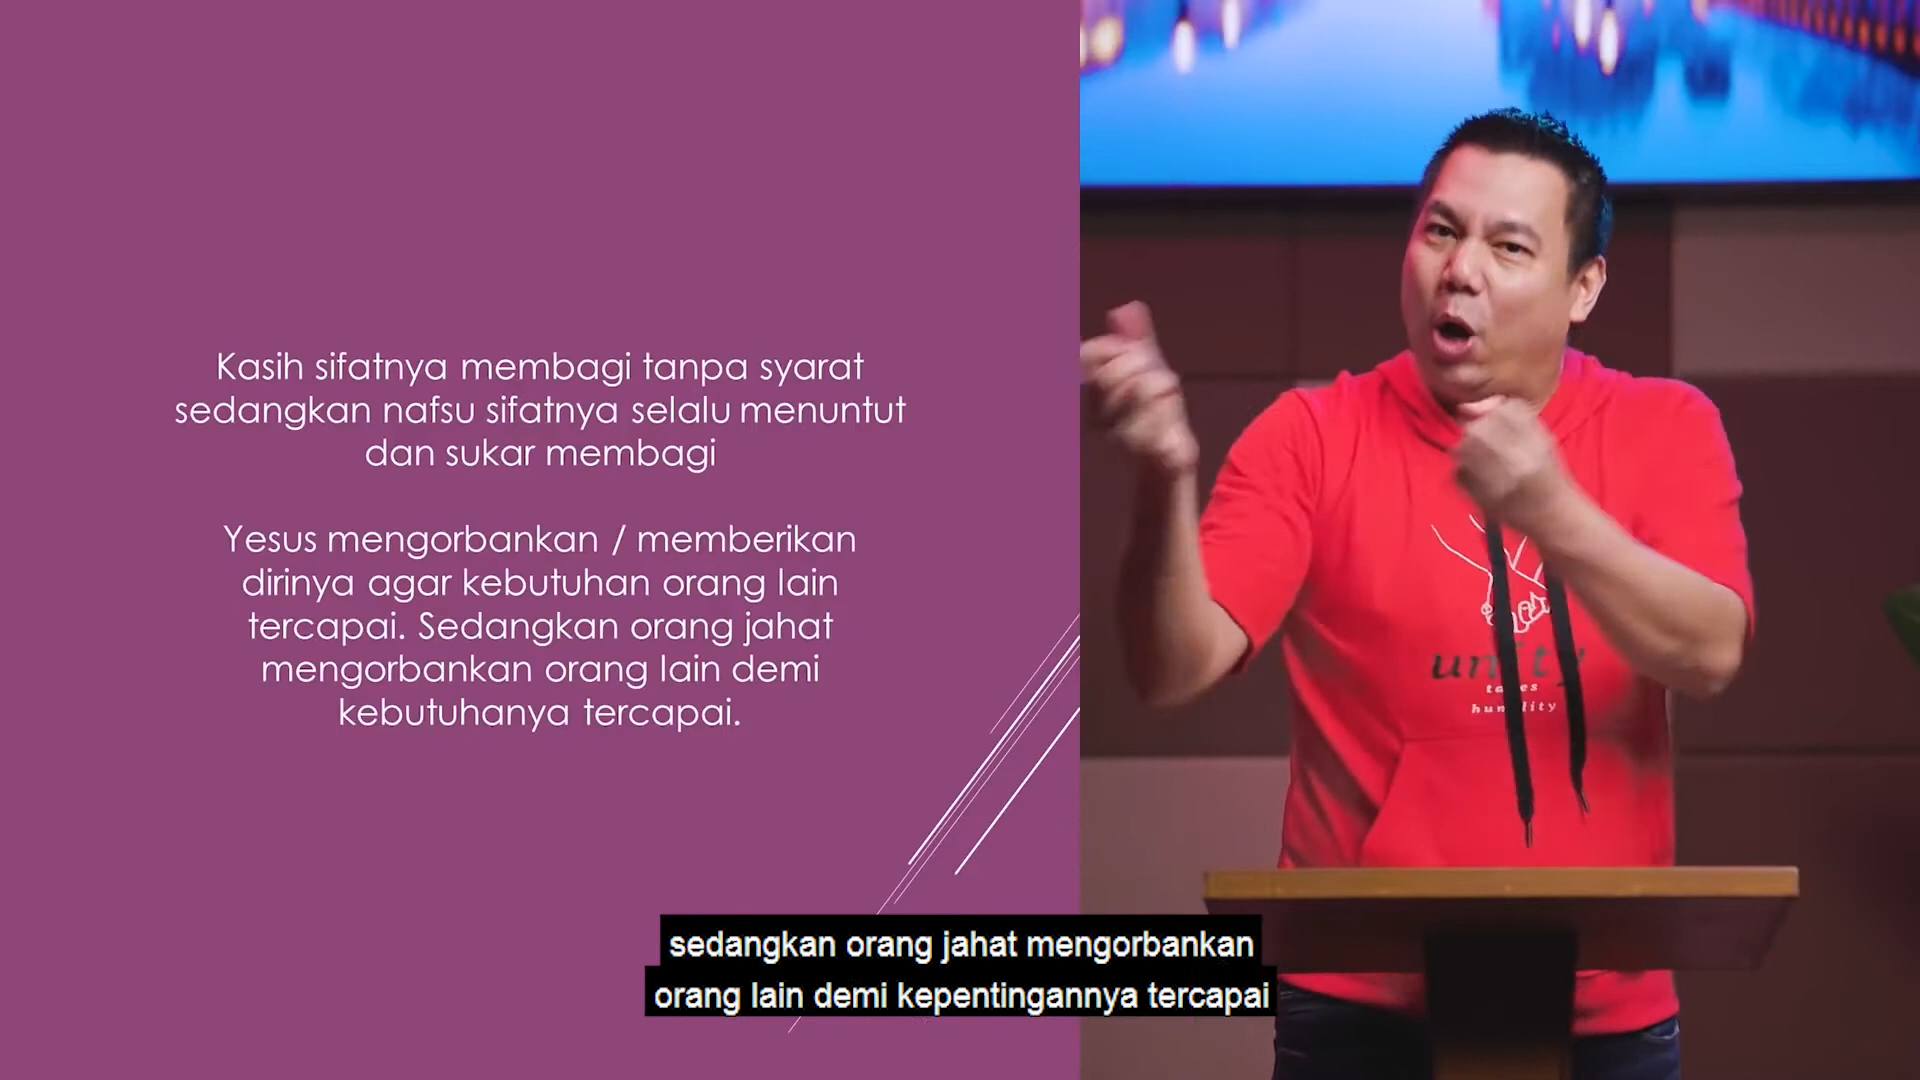 Kasih sifatnya membagi tanpa syarat
sedangkan nafsu sifatnya selalu menuntut
dan sukar membagi
Yesus mengorbankan / memberikan
dirinya agar kebutuhan orang lain
tercapai. Sedangkan orang jahat
mengorbankan orang lain demi
kebutuhanya tercapai.
sedangkan orang jahat mengorbankan
orang lain demi kepentingannya tercapai